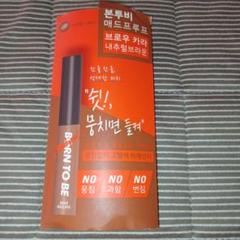 본투비
매드프루프
브로우 카라
내추럴브라운
"쉿!,
뭉치면 들켜"
BORN TO BE
NO
뭉침
NO
과함
NO
번짐